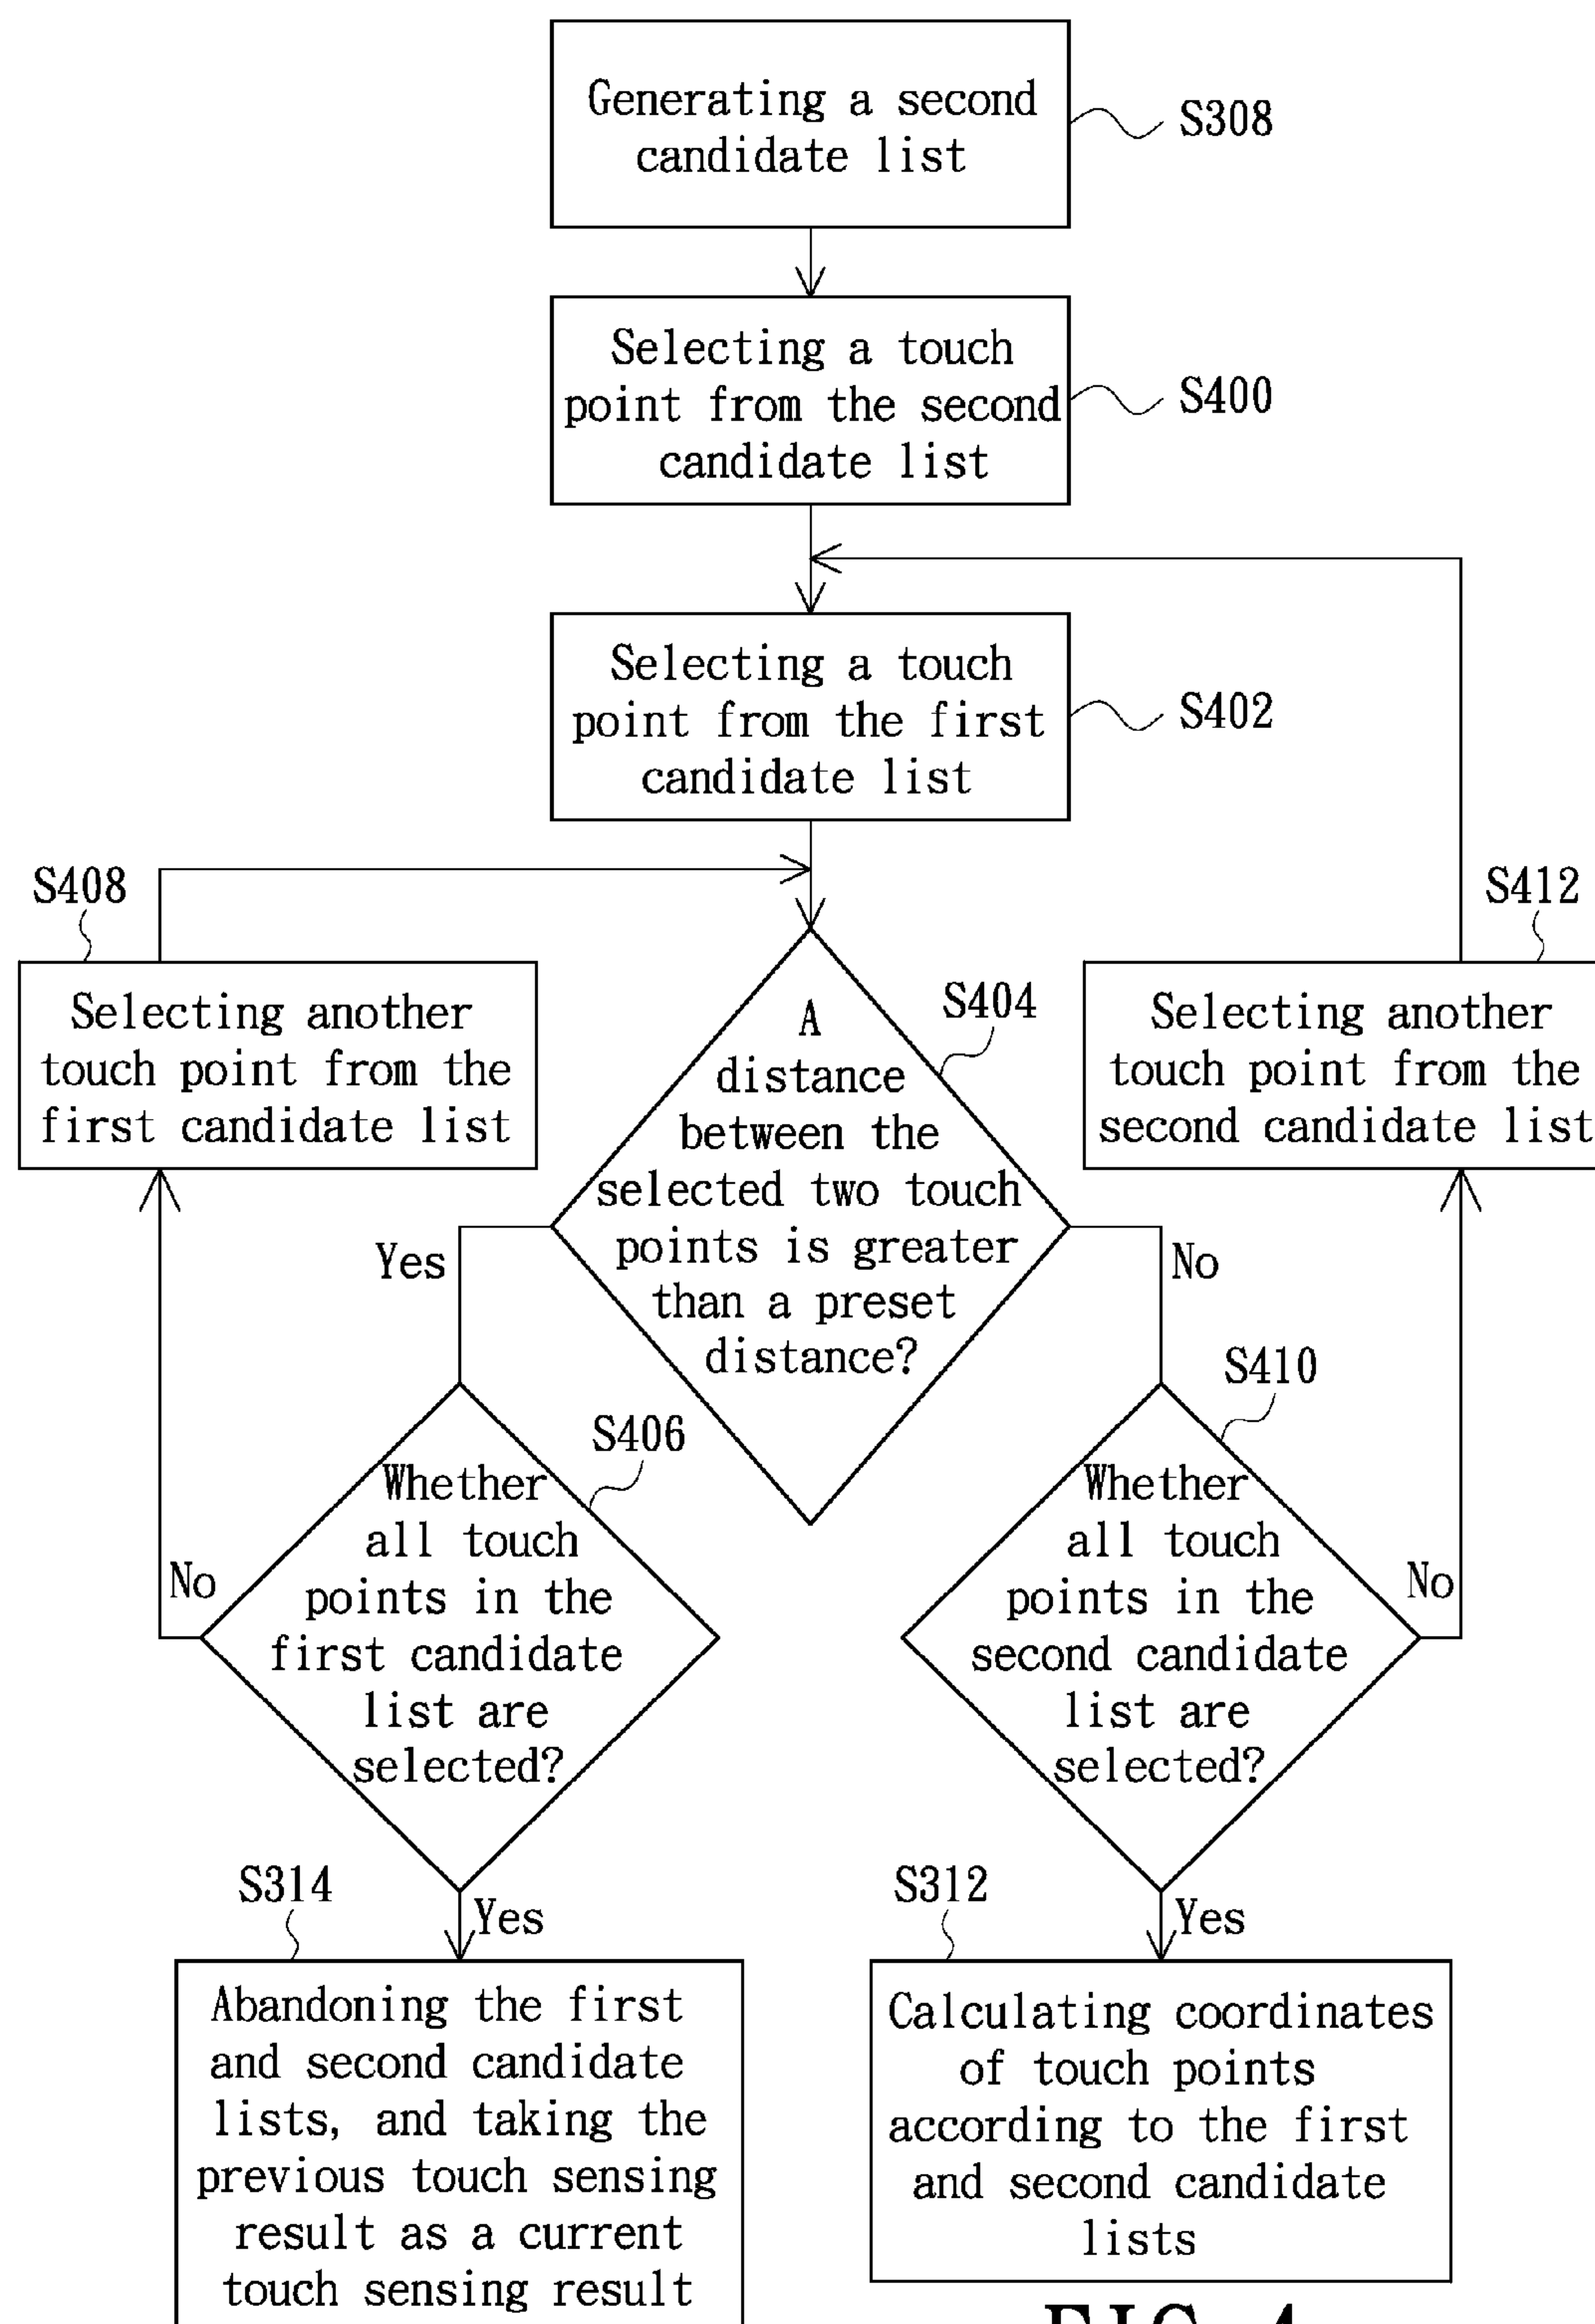 Generating a second
candidate list
S308
Selecting a touch
point from the second
candidate list
S400
Selecting a touch
point from the first
candidate list
S402
S408
Selecting another
touch point from the
first candidate list
S412
Selecting another
touch point from the
second candidate list
S404
A
distance
between the
selected two touch
points is greater
than a preset
distance?
Yes
No
S406
Whether
all touch
points in the
first candidate
list are
selected?
No
Yes
S410
Whether
all touch
points in the
second candidate
list are
selected?
No
Yes
S314
Abandoning the first
and second candidate
lists, and taking the
previous touch sensing
result as a current
touch sensing result
S312
Calculating coordinates
of touch points
according to the first
and second candidate
lists